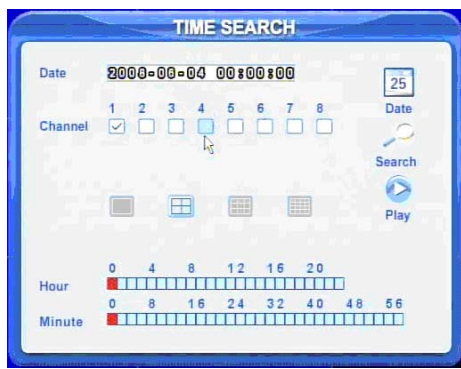 TIME SEARCH
Date 2008-08-04 00:00:00
25
Date
1 2 3 4 5 6 7 8
Channel
Search
Play
0 4 8 12 16 20
Hour
0 8 16 24 32 40 48 56
Minute